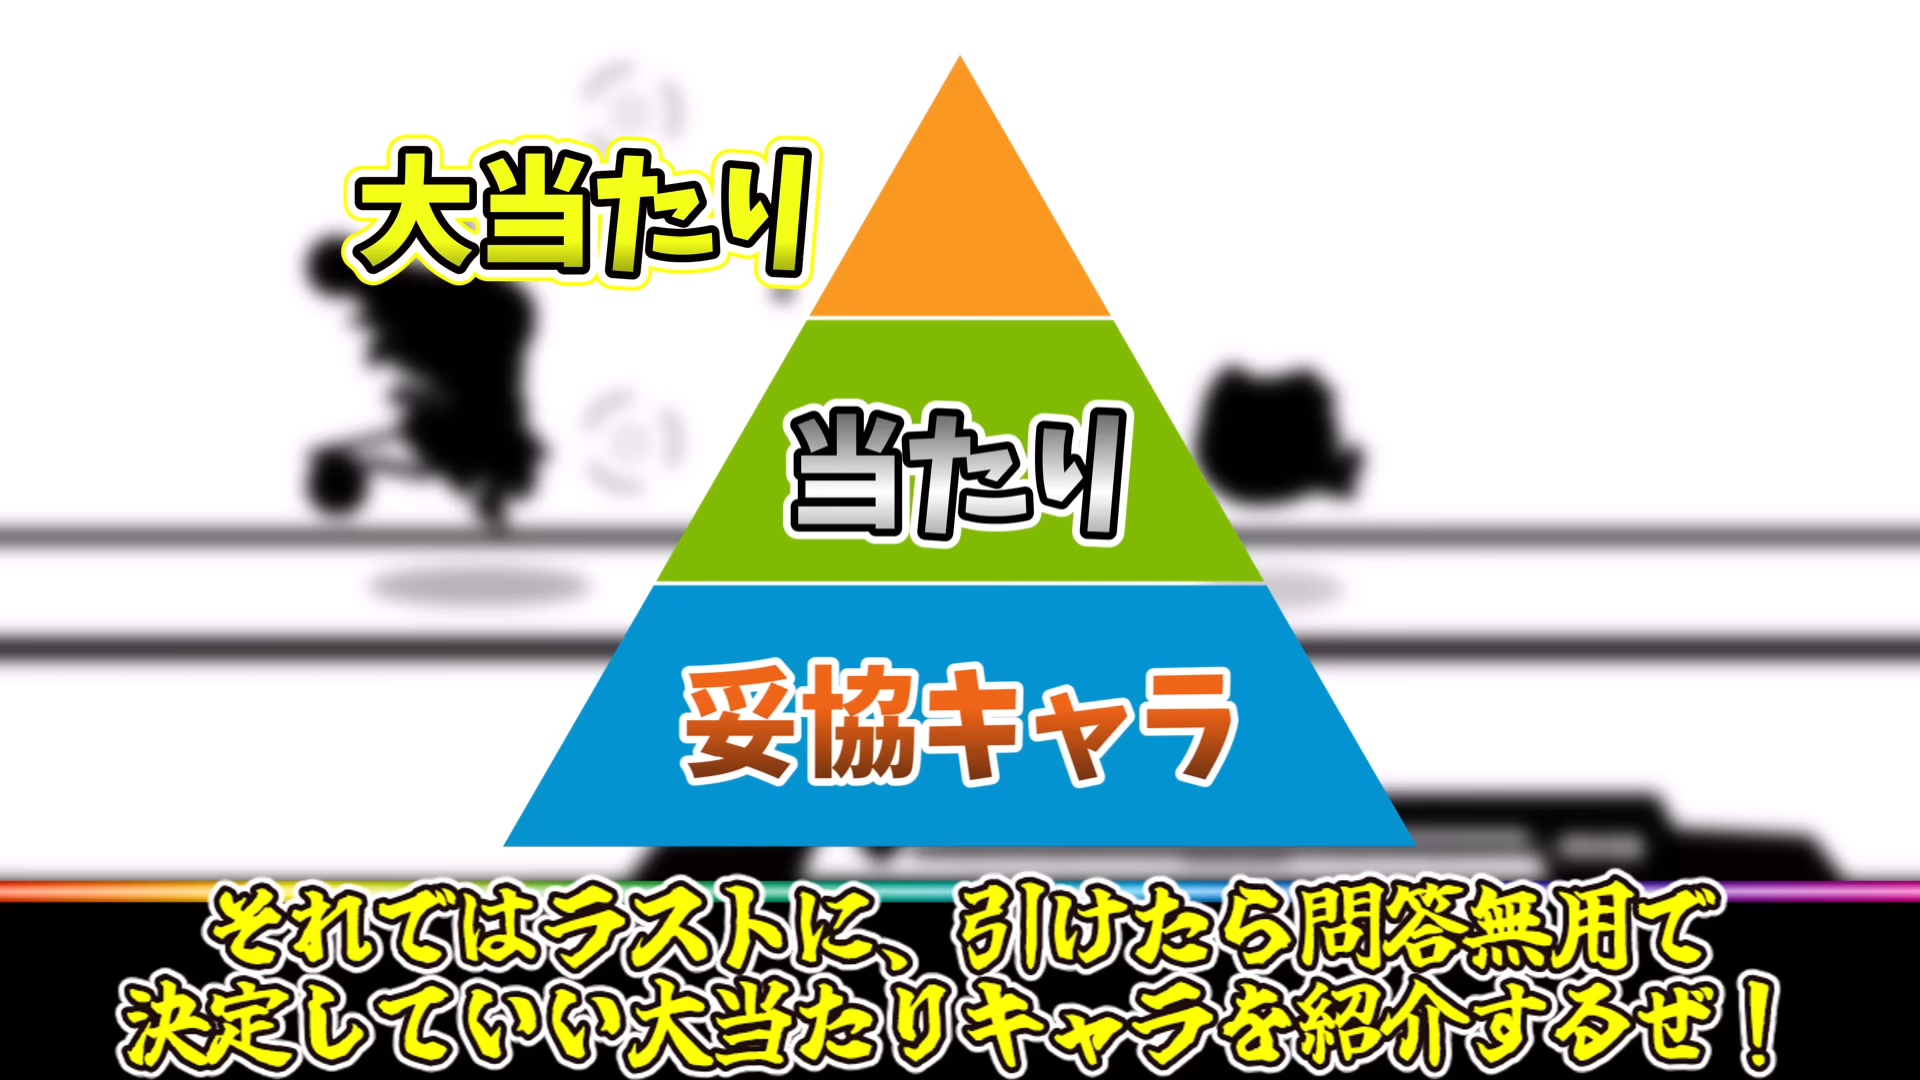 大当たり
当たり
妥協キャラ
それではラストに、引けたら問答無用で
決定していい大当たりキャラを紹介するぜ！